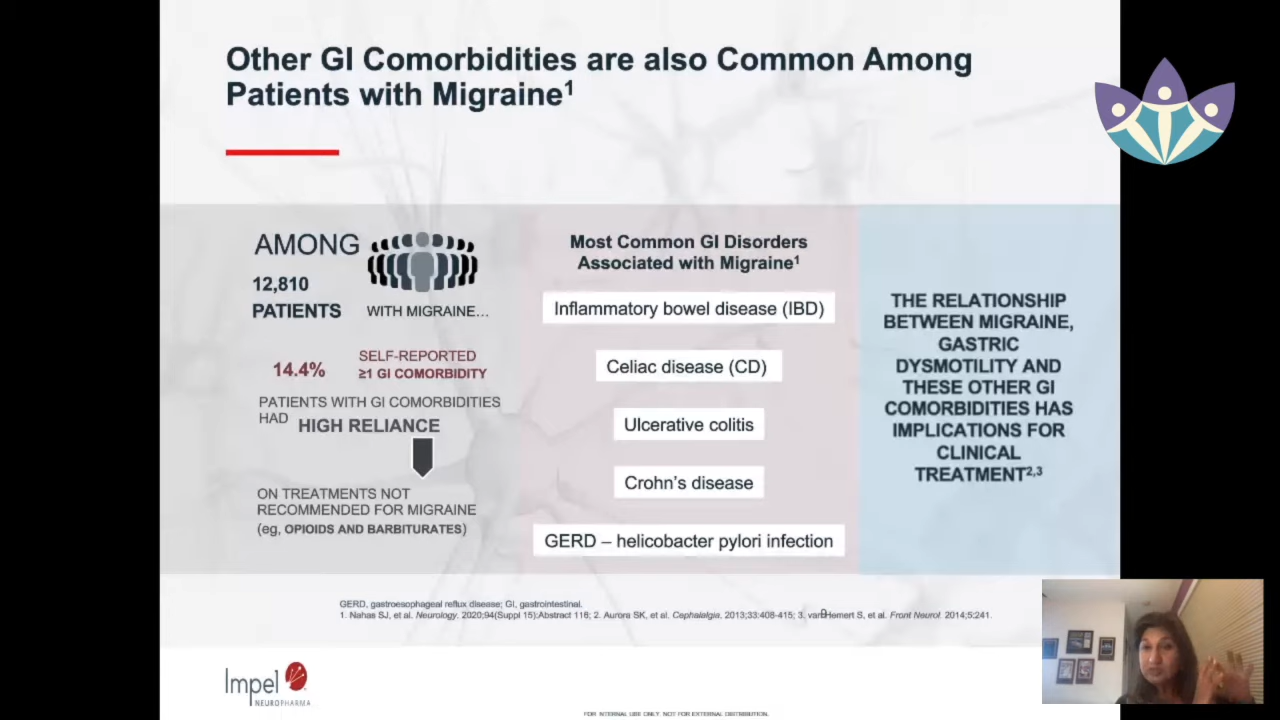 Other GI Comorbidities are also Common Among
Patients with Migraine1
AMONG
12,810
PATIENTS
WITH MIGRAINE…
14.4%
SELF-REPORTED
≥1 GI COMORBIDITY
PATIENTS WITH GI COMORBIDITIES
HAD HIGH RELIANCE
ON TREATMENTS NOT
RECOMMENDED FOR MIGRAINE
(eg, OPIOIDS AND BARBITURATES)
Most Common GI Disorders
Associated with Migraine1
Inflammatory bowel disease (IBD)
Celiac disease (CD)
Ulcerative colitis
Crohn's disease
GERD – helicobacter pylori infection
THE RELATIONSHIP
BETWEEN MIGRAINE,
GASTRIC
DYSMOTILITY AND
THESE OTHER GI
COMORBIDITIES HAS
IMPLICATIONS FOR
CLINICAL
TREATMENT2,3
GERD, gastroesophageal reflux disease; GI, gastrointestinal.
1. Nahas SJ, et al. Neurology. 2020;94(Suppl 15):Abstract 116; 2. Aurora SK, et al. Cephalalgia. 2013;33:408-415; 3. van Hemert S, et al. Front Neurol. 2014;5:241.
9
Impel
NEUROPHARMA
FOR INTERNAL USE ONLY. NOT FOR EXTERNAL DISTRIBUTION.